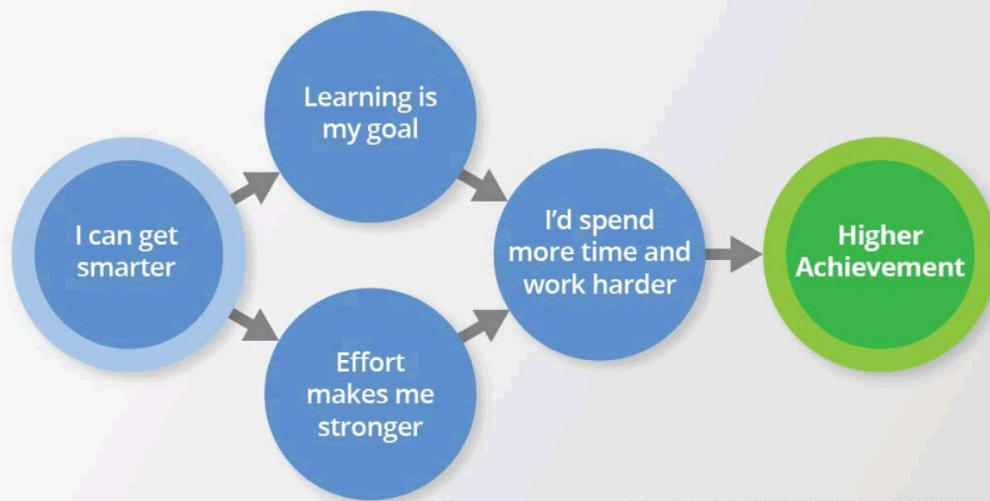 I can get
smarter
Learning is
my goal
Effort
makes me
stronger
I'd spend
more time and
work harder
Higher
Achievement